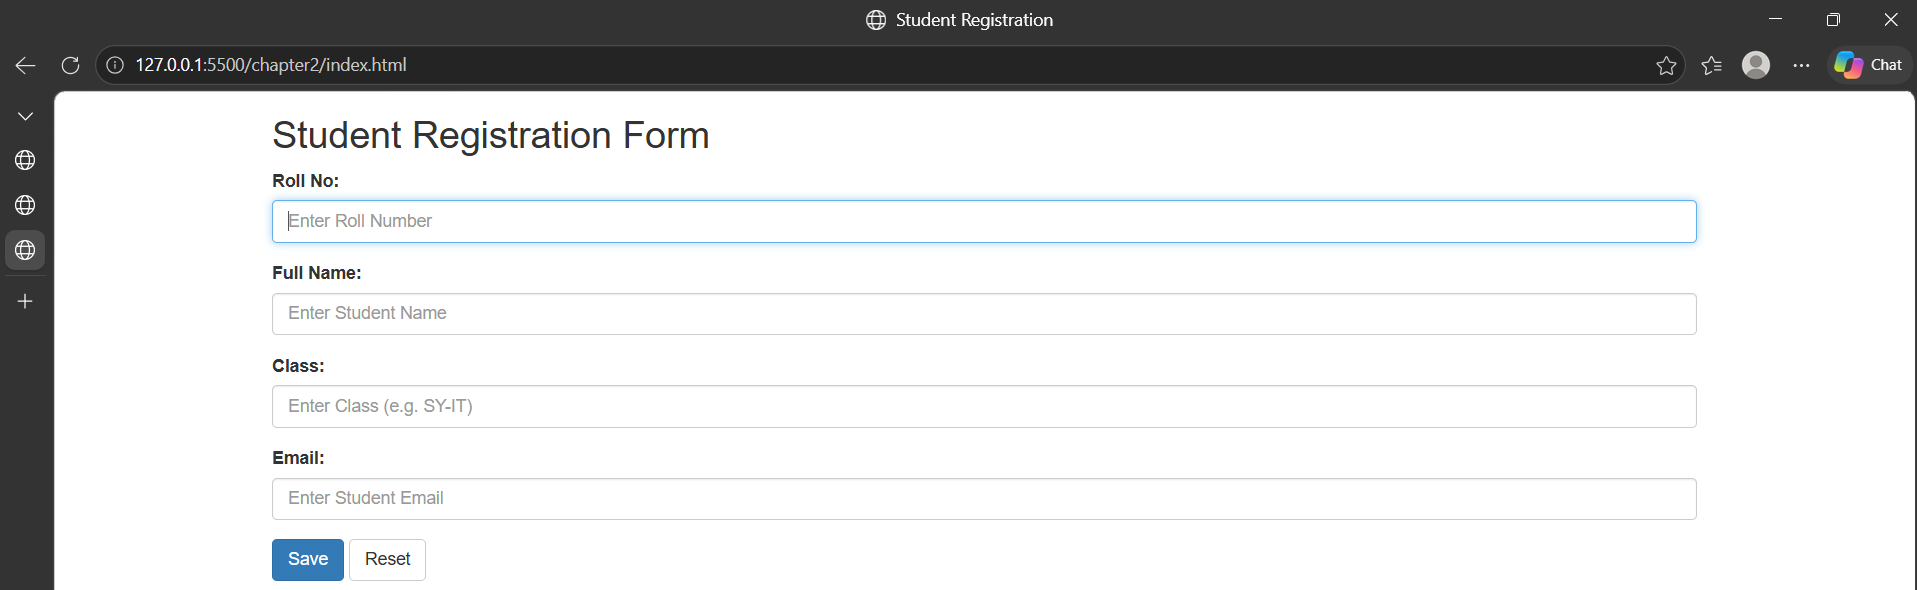 Student Registration
127.0.0.1:5500/chapter2/index.html
Chat
Student Registration Form
Roll No:
Enter Roll Number
Full Name:
Enter Student Name
Class:
Enter Class (e.g. SY-IT)
Email:
Enter Student Email
Save Reset